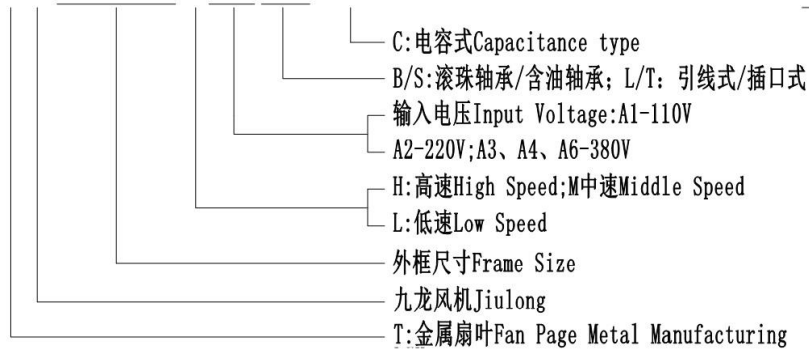 C:电容式Capacitance type
B/S:滚珠轴承/含油轴承; L/T: 引线式/插口式
输入电压Input Voltage:A1-110V
A2-220V;A3、A4、A6-380V
H:高速High Speed;M中速Middle Speed
L:低速Low Speed
外框尺寸Frame Size
九龙风机Jiulong
T:金属扇叶Fan Page Metal Manufacturing